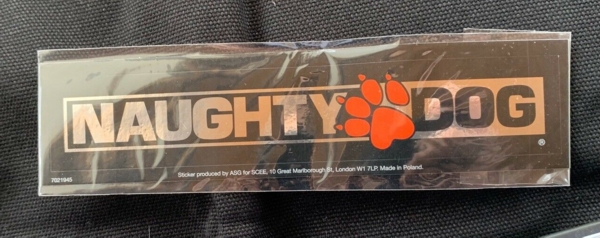 NAUGHTY DOG
®
Sticker produced by ASG for SCEE, 10 Great Marlborough St, London W1 7LP. Made in Poland.
7021945